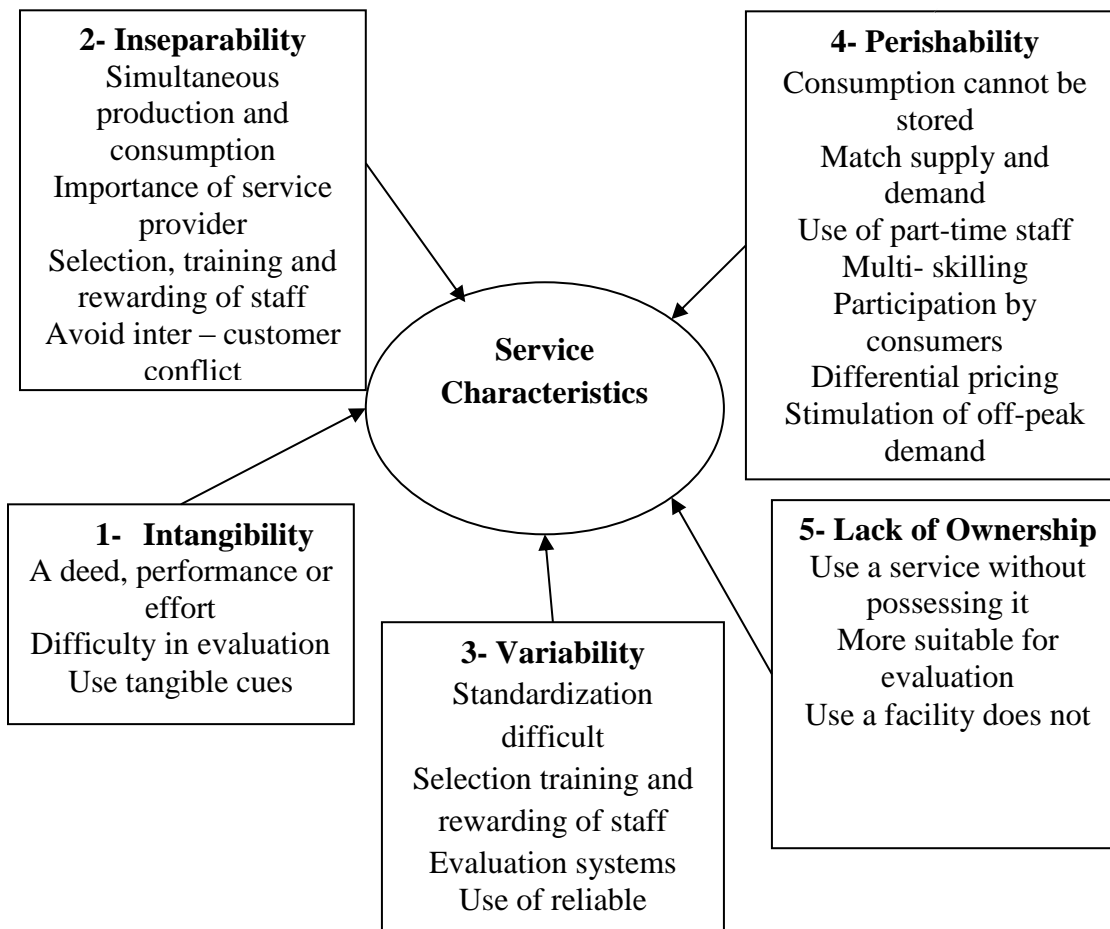 2- Inseparability
Simultaneous
production and
consumption
Importance of service
provider
Selection, training and
rewarding of staff
Avoid inter – customer
conflict
4- Perishability
Consumption cannot be
stored
Match supply and
demand
Use of part-time staff
Multi- skilling
Participation by
consumers
Differential pricing
Stimulation of off-peak
demand
Service
Characteristics
1- Intangibility
A deed, performance or
effort
Difficulty in evaluation
Use tangible cues
3- Variability
Standardization
difficult
Selection training and
rewarding of staff
Evaluation systems
Use of reliable
5- Lack of Ownership
Use a service without
possessing it
More suitable for
evaluation
Use a facility does not